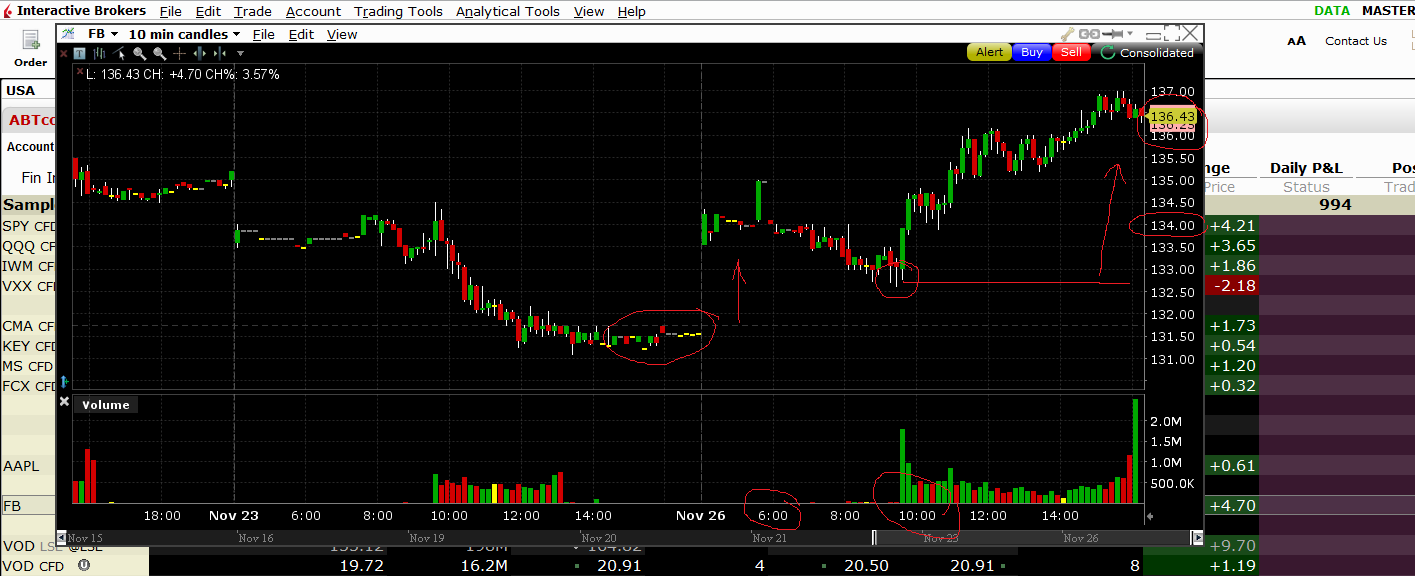 Interactive Brokers File Edit Trade Account Trading Tools Analytical Tools View Help DATA MASTER
FB 10 min candles File Edit View
Order
Alert Buy Sell Consolidated
AA Contact Us
L: 136.43 CH: +4.70 CH%: 3.57%
USA
ABTco
Account
Fin In
Sampl
SPY CFD
QQQ CF
IWM CF
VXX CF
CMA CF
KEY CFD
MS CFD
FCX CFD
AAPL
FB
137.00
136.43
136.23
136.00
135.50
135.00
134.50
134.00
133.50
133.00
132.50
132.00
131.50
131.00
nge Daily P&L Pos
Price Status Trad
994
+4.21
+3.65
+1.86
-2.18
+1.73
+0.54
+1.20
+0.32
+0.61
+4.70
+9.70
Volume
2.0M
1.5M
1.0M
500.0K
18:00 Nov 23 6:00 8:00 10:00 12:00 14:00 Nov 26 6:00 8:00 10:00 12:00 14:00
Nov 15 Nov 16 Nov 19 Nov 20 Nov 21 Nov 23 Nov 26
VOD LSE @LSE
VOD CFD 19.72 16.2M 20.91 4 20.50 20.91 8 +1.19